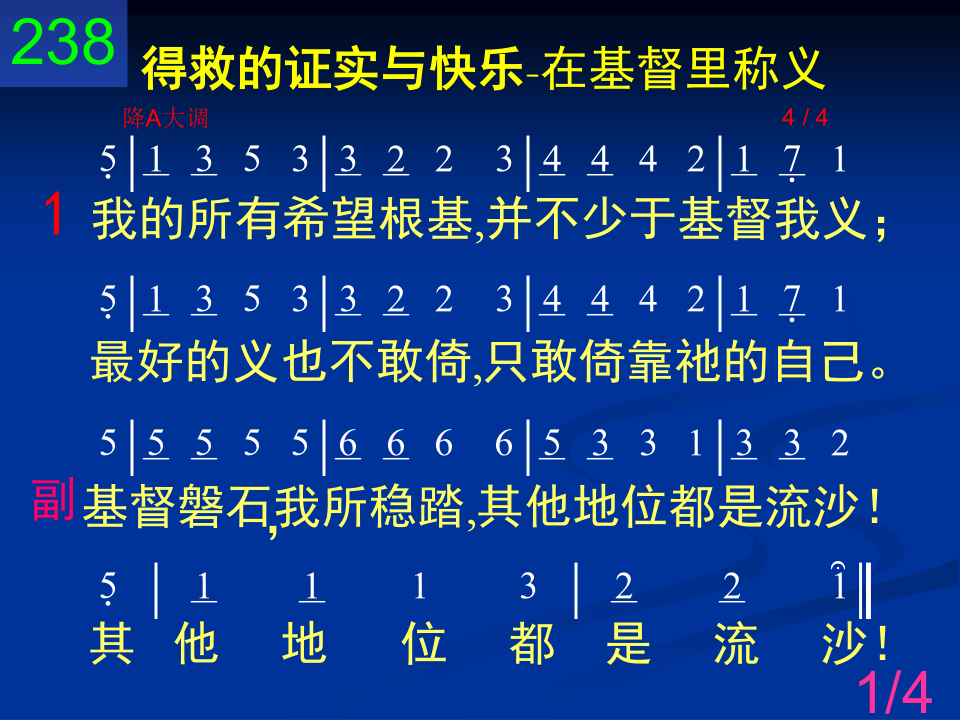 238
得救的证实与快乐-在基督里称义
降A大调 4 / 4
5̣ | 1̲ 3̲ 5 3 | 3̲ 2̲ 2 3 | 4̲ 4̲ 4 2 | 1̲ 7̲̣ 1
1 我的所有希望根基,并不少于基督我义；
5̣ | 1̲ 3̲ 5 3 | 3̲ 2̲ 2 3 | 4̲ 4̲ 4 2 | 1̲ 7̲̣ 1
最好的义也不敢倚,只敢倚靠祂的自己。
5 | 5̲ 5̲ 5 5 | 6̲ 6̲ 6 6 | 5̲ 3̲ 3 1 | 3̲ 3̲ 2
副 基督磐石,我所稳踏,其他地位都是流沙！
5̣ | 1̲ 1̲ 1 3 | 2̲ 2̲ 1̑ ‖
其他地位都是流沙！
1/4